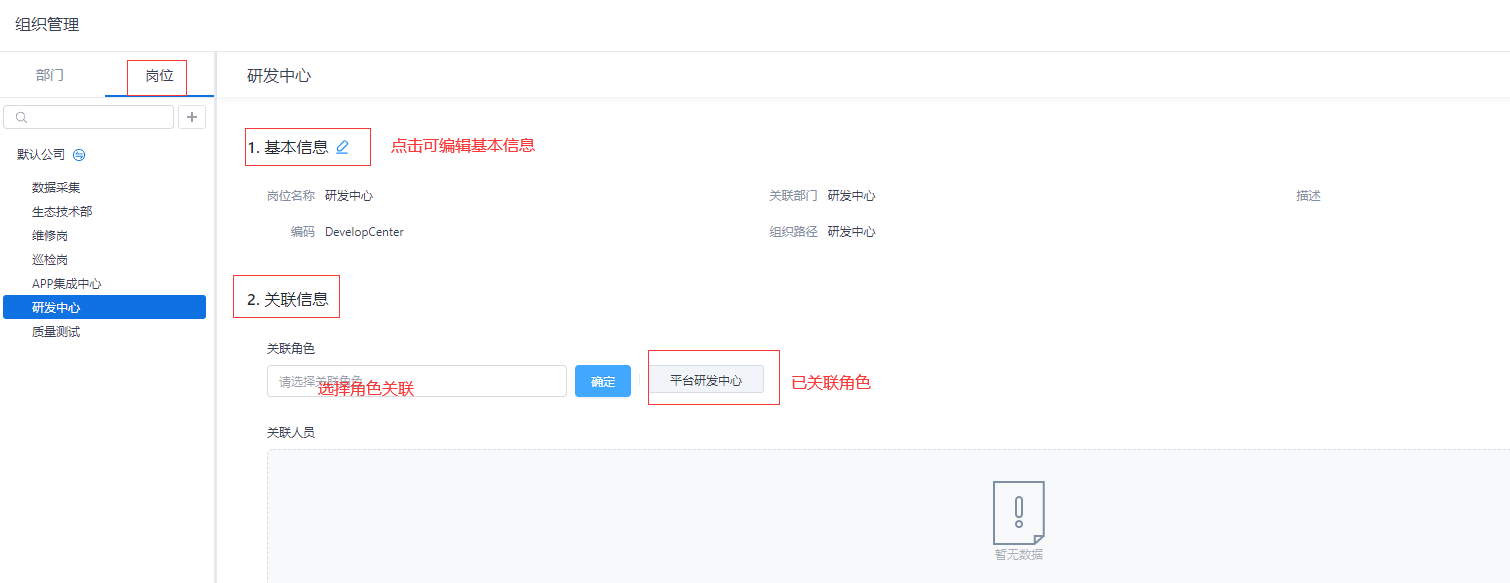 组织管理
部门
岗位
默认公司
数据采集
生态技术部
维修岗
巡检岗
APP集成中心
研发中心
质量测试
研发中心
1. 基本信息
点击可编辑基本信息
岗位名称 研发中心
关联部门 研发中心
描述
编码 DevelopCenter
组织路径 研发中心
2. 关联信息
关联角色
请选择关联角色
选择角色关联
确定
平台研发中心
已关联角色
关联人员
暂无数据